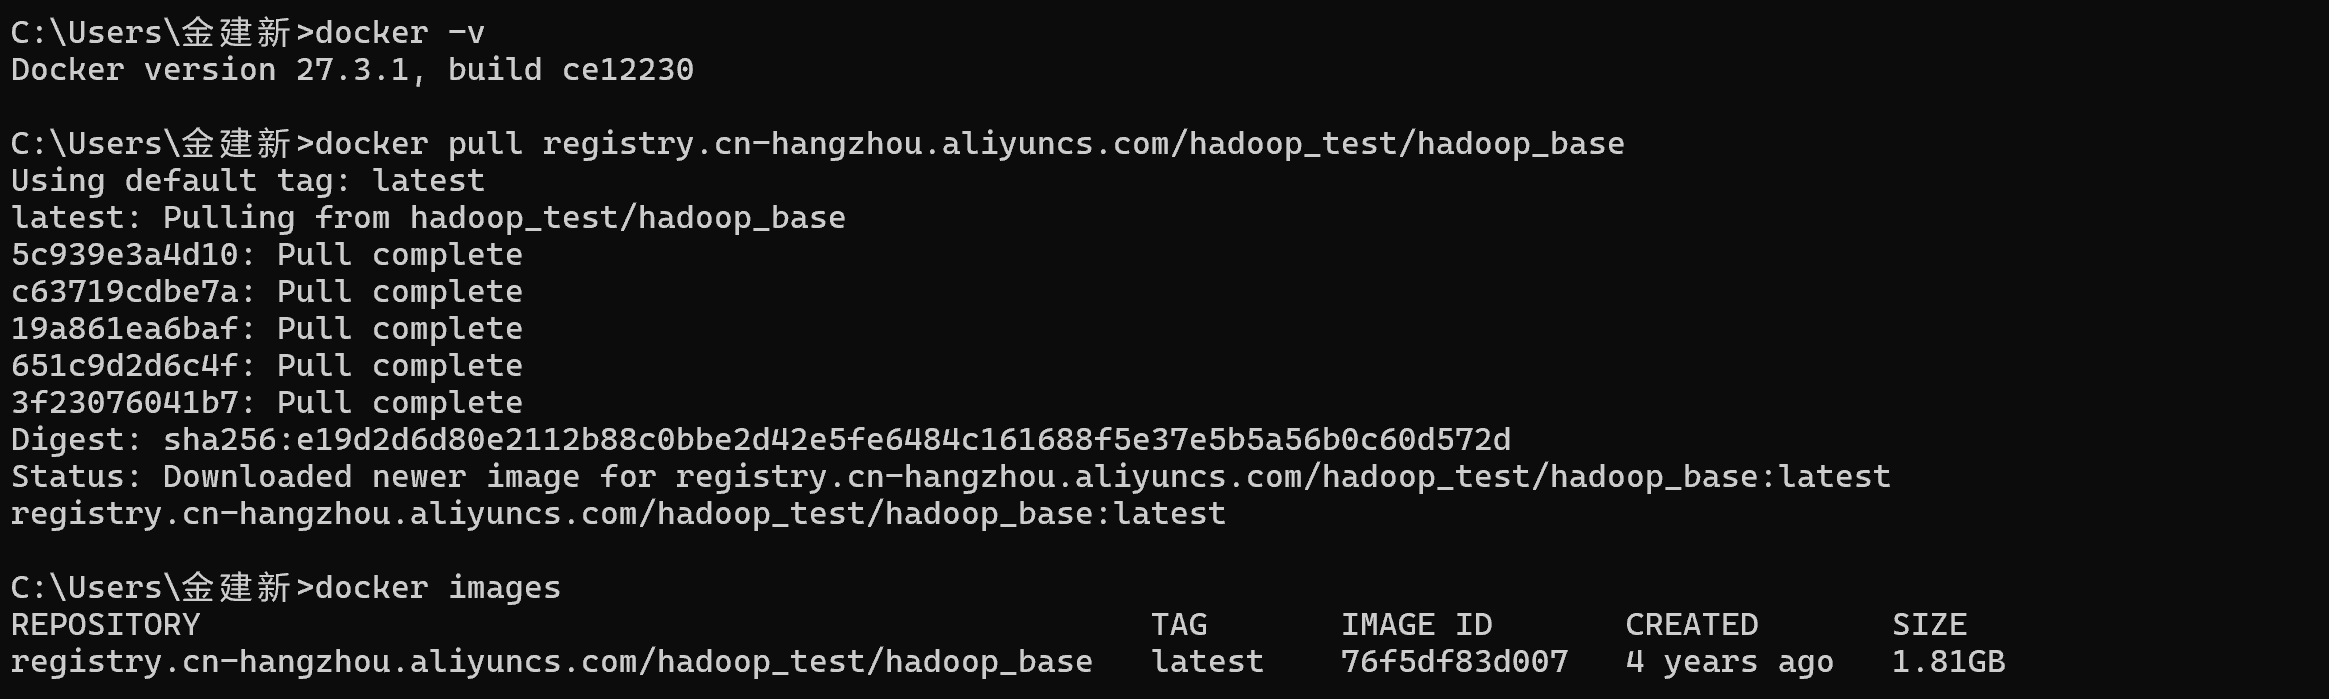 C:\Users\金建新>docker -v
Docker version 27.3.1, build ce12230
C:\Users\金建新>docker pull registry.cn-hangzhou.aliyuncs.com/hadoop_test/hadoop_base
Using default tag: latest
latest: Pulling from hadoop_test/hadoop_base
5c939e3a4d10: Pull complete
c63719cdbe7a: Pull complete
19a861ea6baf: Pull complete
651c9d2d6c4f: Pull complete
3f23076041b7: Pull complete
Digest: sha256:e19d2d6d80e2112b88c0bbe2d42e5fe6484c161688f5e37e5b5a56b0c60d572d
Status: Downloaded newer image for registry.cn-hangzhou.aliyuncs.com/hadoop_test/hadoop_base:latest
registry.cn-hangzhou.aliyuncs.com/hadoop_test/hadoop_base:latest
C:\Users\金建新>docker images
REPOSITORY TAG IMAGE ID CREATED SIZE
registry.cn-hangzhou.aliyuncs.com/hadoop_test/hadoop_base latest 76f5df83d007 4 years ago 1.81GB